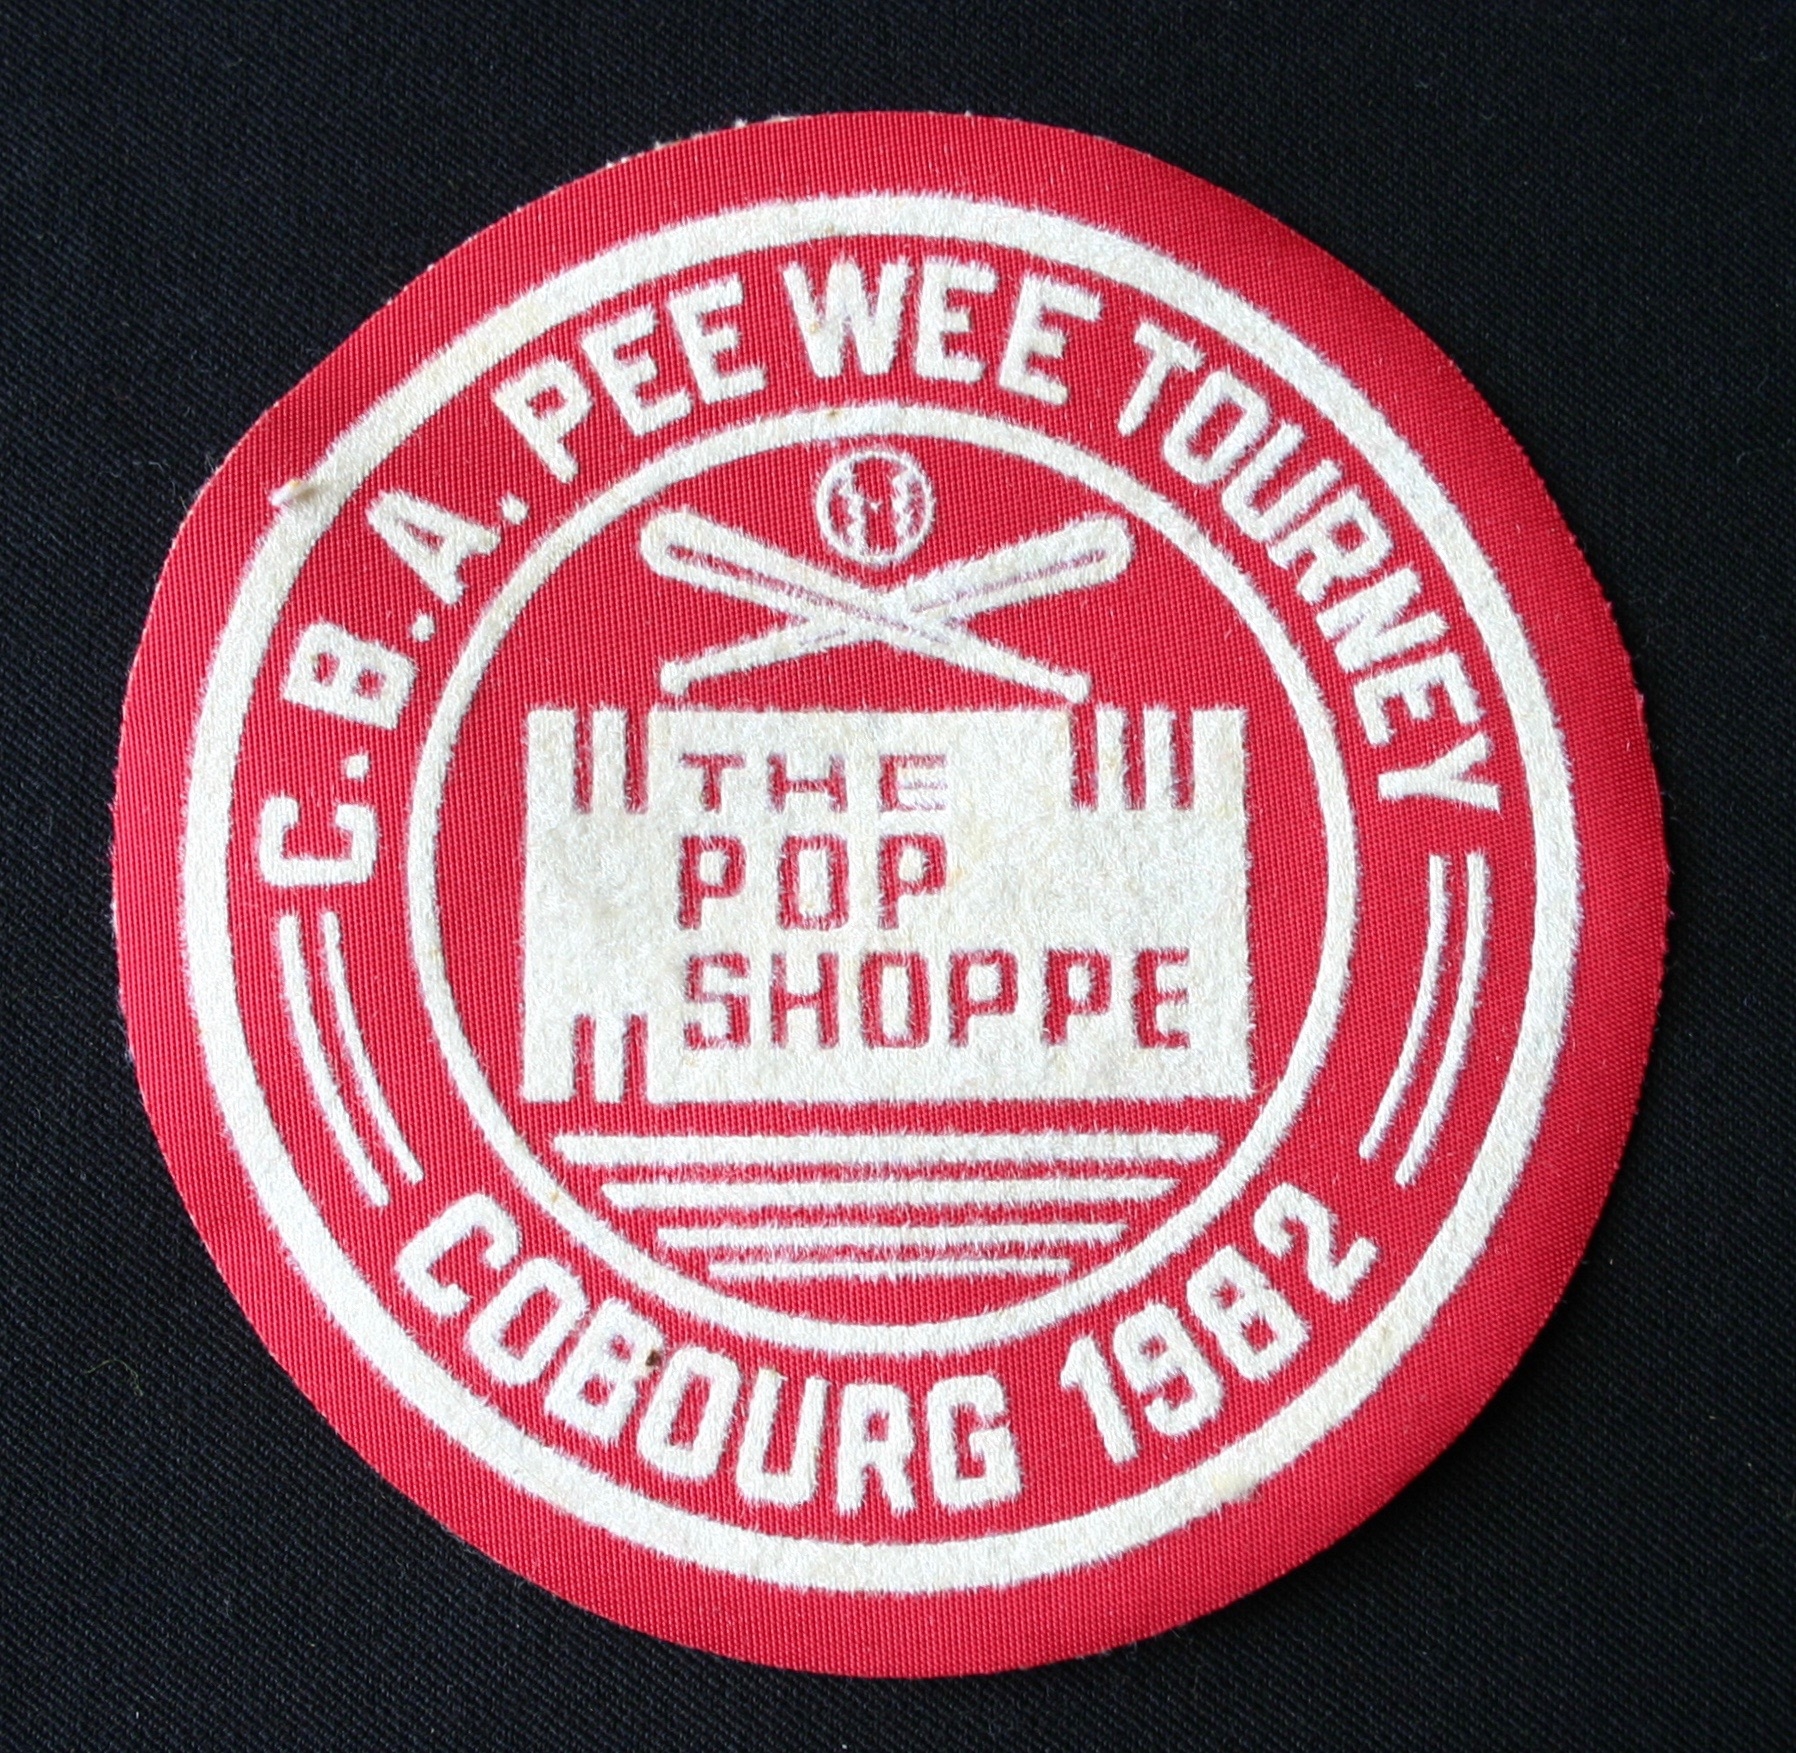 C.B.A. PEE WEE TOURNEY
THE
POP
SHOPPE
COBOURG 1982